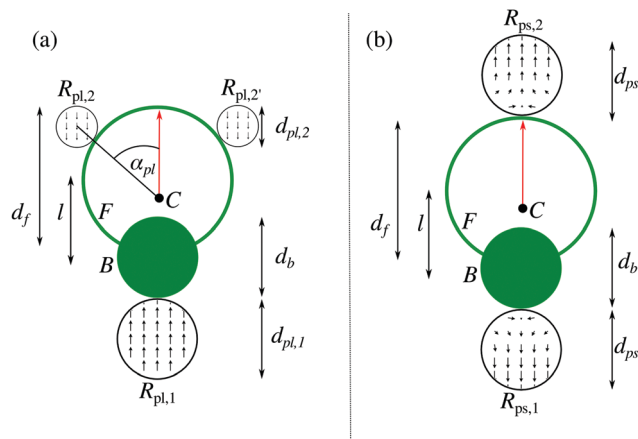 (a)
R_pl,2
R_pl,2'
d_pl,2
α_pl
d_f
l
F
C
B
d_b
d_pl,1
R_pl,1
(b)
R_ps,2
d_ps
d_f
l
F
C
B
d_b
d_ps
R_ps,1